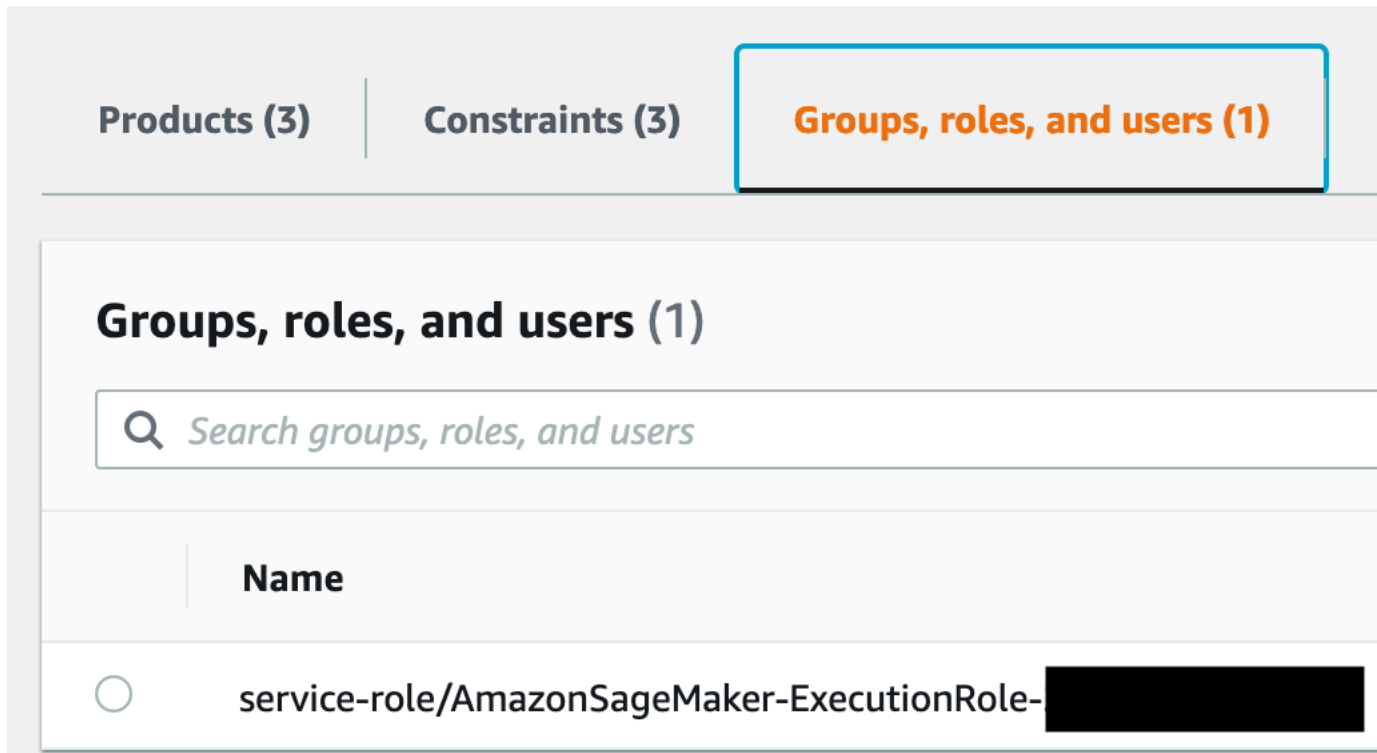 Products (3)
Constraints (3)
Groups, roles, and users (1)
Groups, roles, and users (1)
Search groups, roles, and users
Name
service-role/AmazonSageMaker-ExecutionRole-